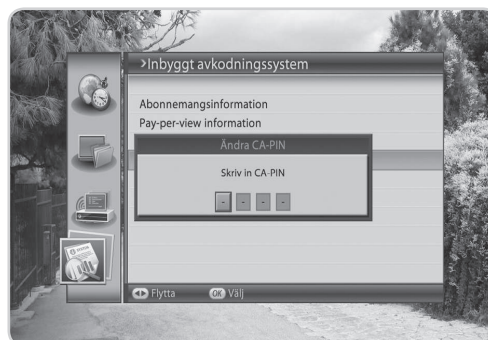 >Inbyggt avkodningssystem
Abonnemangsinformation
Pay-per-view information
Ändra CA-PIN
Skriv in CA-PIN
- - - -
Flytta OK Välj